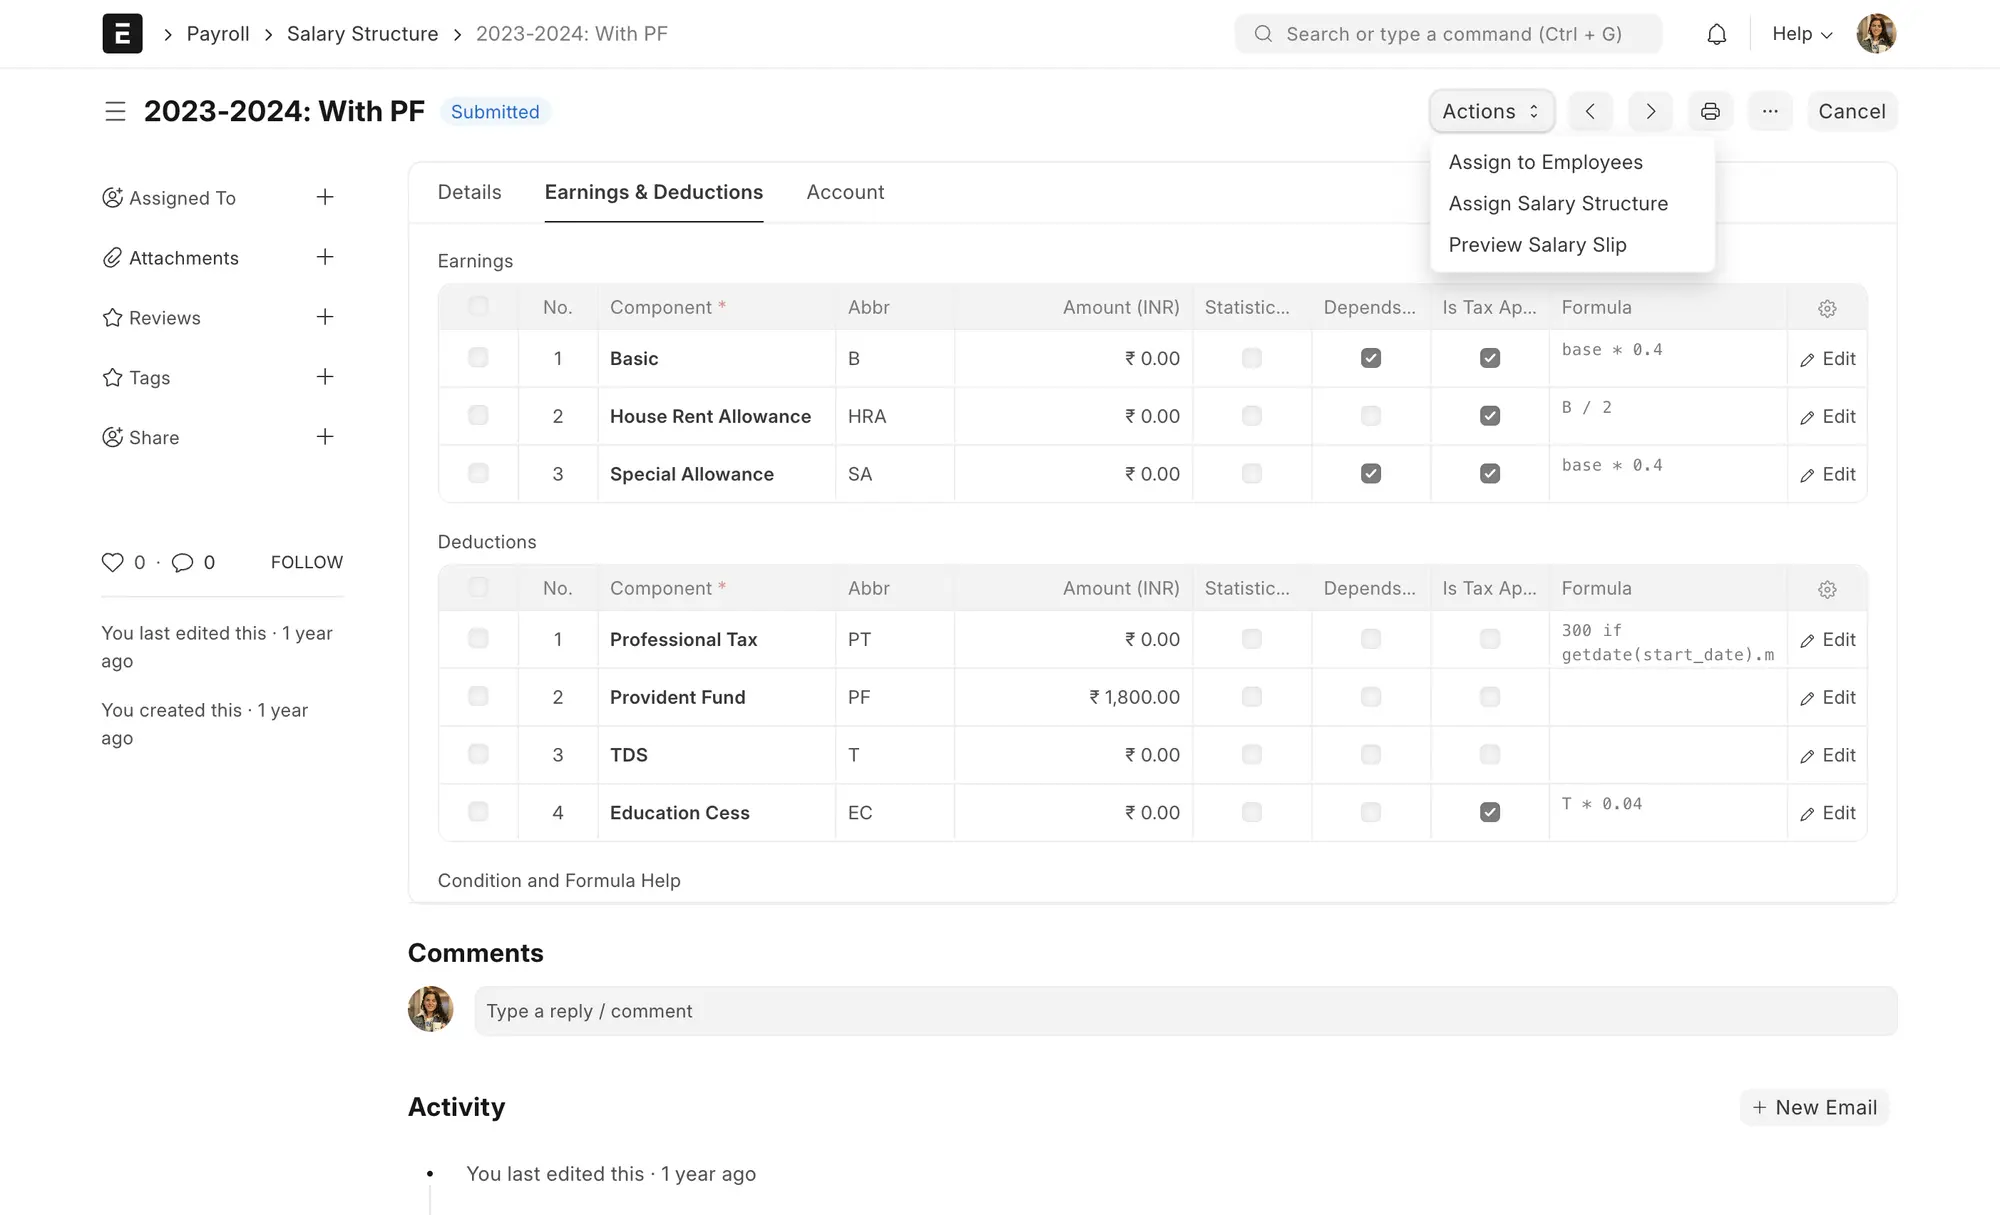 E
Payroll
Salary Structure
2023-2024: With PF
Search or type a command (Ctrl + G)
Help
2023-2024: With PF
Submitted
Actions
Cancel
Assign to Employees
Assign Salary Structure
Preview Salary Slip
Assigned To
Attachments
Reviews
Tags
Share
0 · 0
FOLLOW
You last edited this · 1 year
ago
You created this · 1 year
ago
Details
Earnings & Deductions
Account
Earnings
No. Component * Abbr Amount (INR) Statistic... Depends... Is Tax Ap... Formula
1 Basic B ₹ 0.00 base * 0.4 Edit
2 House Rent Allowance HRA ₹ 0.00 B / 2 Edit
3 Special Allowance SA ₹ 0.00 base * 0.4 Edit
Deductions
No. Component * Abbr Amount (INR) Statistic... Depends... Is Tax Ap... Formula
1 Professional Tax PT ₹ 0.00 300 if
getdate(start_date).m Edit
2 Provident Fund PF ₹ 1,800.00 Edit
3 TDS T ₹ 0.00 Edit
4 Education Cess EC ₹ 0.00 T * 0.04 Edit
Condition and Formula Help
Comments
Type a reply / comment
Activity
New Email
You last edited this · 1 year ago